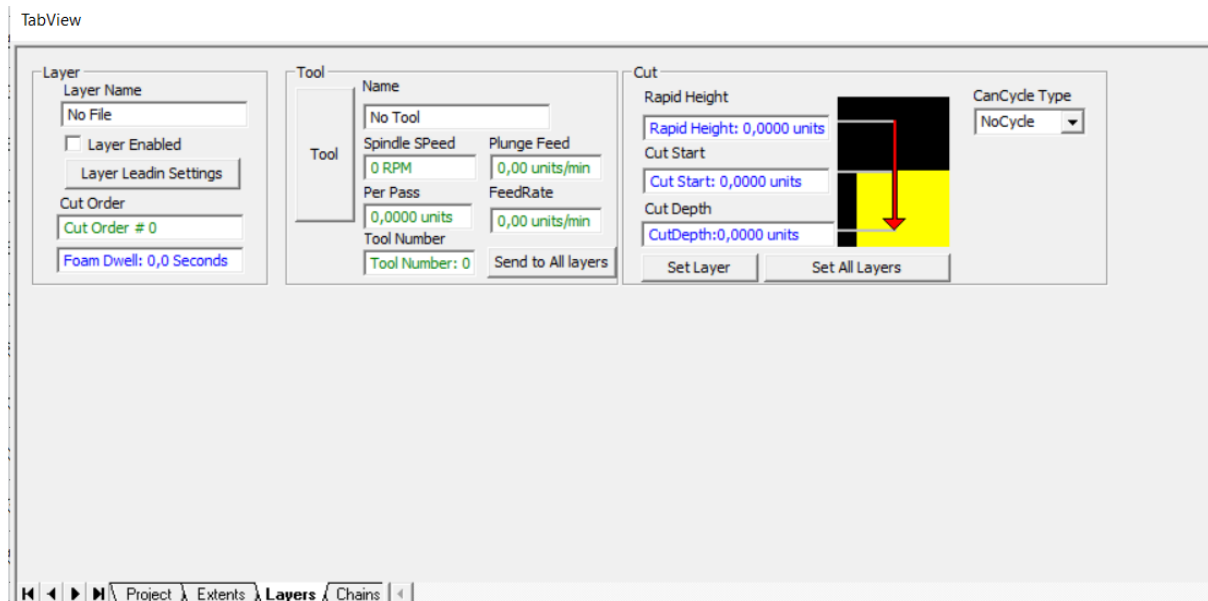 TabView
Layer
Layer Name
No File
Layer Enabled
Layer Leadin Settings
Cut Order
Cut Order # 0
Foam Dwell: 0,0 Seconds
Tool
Tool
Name
No Tool
Spindle SPeed
Plunge Feed
0 RPM
0,00 units/min
Per Pass
FeedRate
0,0000 units
0,00 units/min
Tool Number
Tool Number: 0
Send to All layers
Cut
Rapid Height
Rapid Height: 0,0000 units
Cut Start
Cut Start: 0,0000 units
Cut Depth
CutDepth:0,0000 units
Set Layer
Set All Layers
CanCycle Type
NoCycle
Project
Extents
Layers
Chains